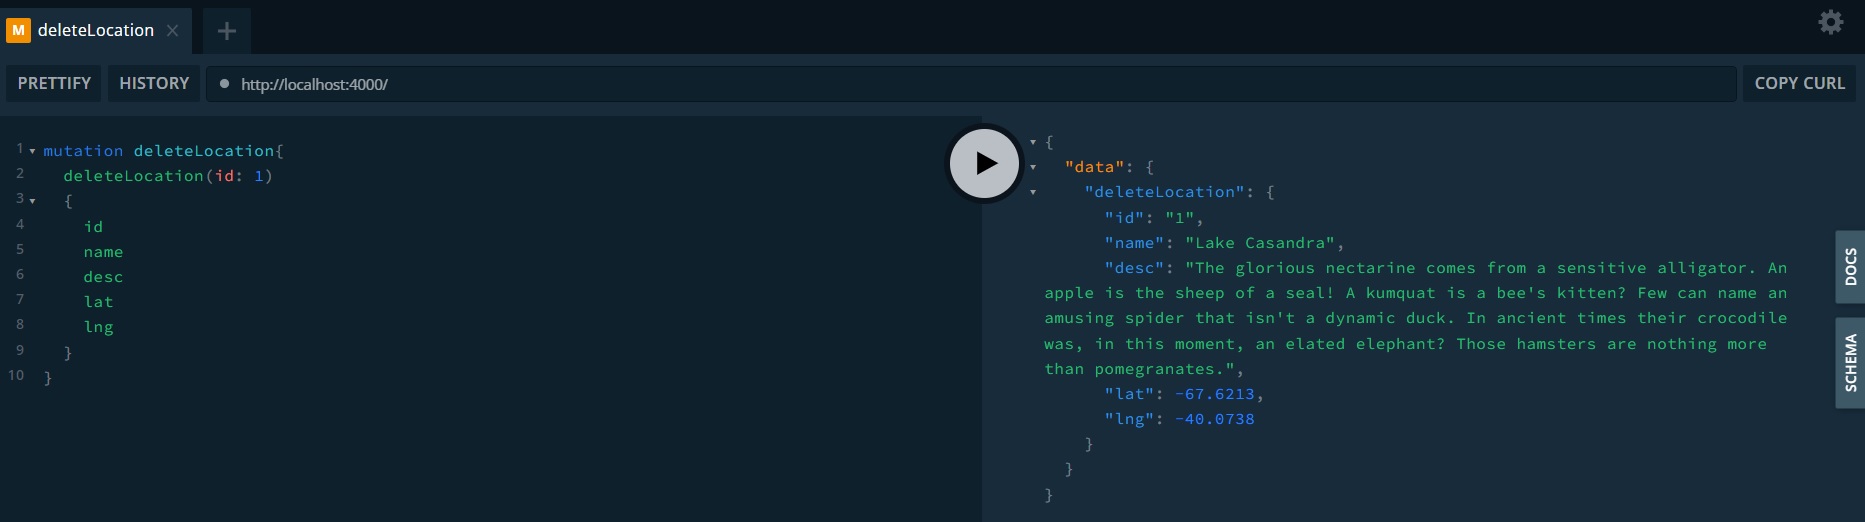 M deleteLocation ×
PRETTIFY HISTORY http://localhost:4000/ COPY CURL
1 mutation deleteLocation{
2 deleteLocation(id: 1)
3 {
4 id
5 name
6 desc
7 lat
8 lng
9 }
10 }
{
"data": {
"deleteLocation": {
"id": "1",
"name": "Lake Casandra",
"desc": "The glorious nectarine comes from a sensitive alligator. An
apple is the sheep of a seal! A kumquat is a bee's kitten? Few can name an
amusing spider that isn't a dynamic duck. In ancient times their crocodile
was, in this moment, an elated elephant? Those hamsters are nothing more
than pomegranates.",
"lat": -67.6213,
"lng": -40.0738
}
}
}
DOCS
SCHEMA